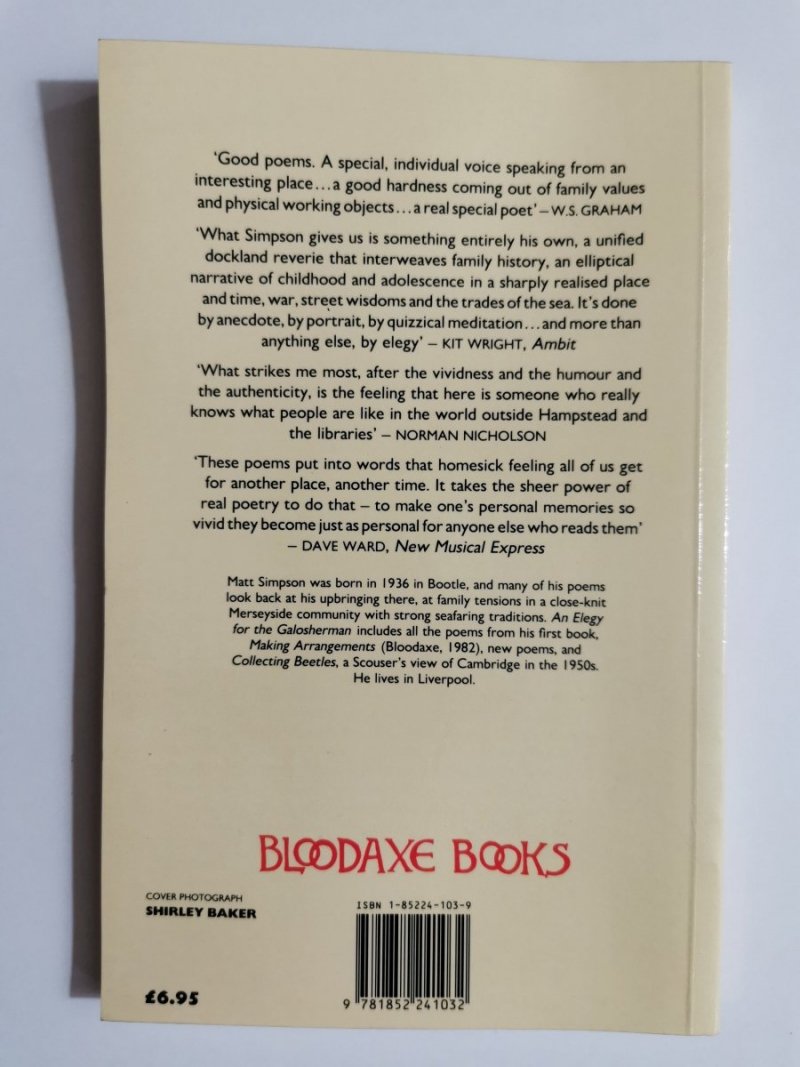 ‘Good poems. A special, individual voice speaking from an
interesting place...a good hardness coming out of family values
and physical working objects...a real special poet’ – W.S. GRAHAM
‘What Simpson gives us is something entirely his own, a unified
dockland reverie that interweaves family history, an elliptical
narrative of childhood and adolescence in a sharply realised place
and time, war, street wisdoms and the trades of the sea. It’s done
by anecdote, by portrait, by quizzical meditation...and more than
anything else, by elegy’ – KIT WRIGHT, Ambit
‘What strikes me most, after the vividness and the humour and
the authenticity, is the feeling that here is someone who really
knows what people are like in the world outside Hampstead and
the libraries’ – NORMAN NICHOLSON
‘These poems put into words that homesick feeling all of us get
for another place, another time. It takes the sheer power of
real poetry to do that – to make one’s personal memories so
vivid they become just as personal for anyone else who reads them’
– DAVE WARD, New Musical Express
Matt Simpson was born in 1936 in Bootle, and many of his poems
look back at his upbringing there, at family tensions in a close-knit
Merseyside community with strong seafaring traditions. An Elegy
for the Galosherman includes all the poems from his first book,
Making Arrangements (Bloodaxe, 1982), new poems, and
Collecting Beetles, a Scouser’s view of Cambridge in the 1950s.
He lives in Liverpool.
BLOODAXE BOOKS
COVER PHOTOGRAPH
SHIRLEY BAKER
£6.95
ISBN 1-85224-103-9
9 781852 241032